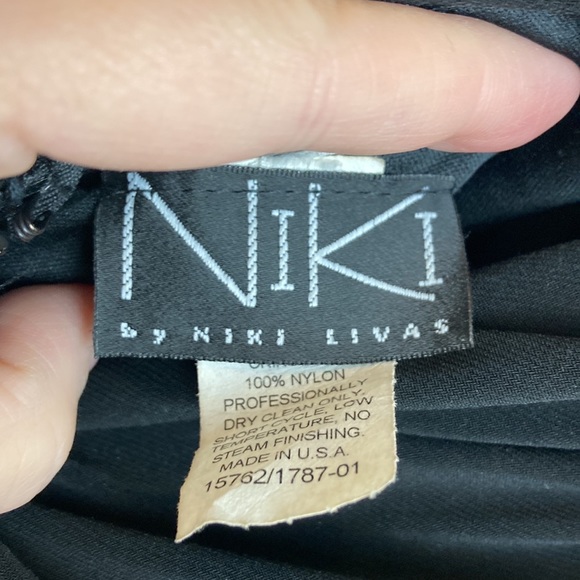 NIKI
by NIKI LIVAS
100% NYLON
PROFESSIONALLY
DRY CLEAN ONLY,
SHORT CYCLE, LOW
TEMPERATURE, NO
STEAM FINISHING.
MADE IN U.S.A.
15762/1787-01